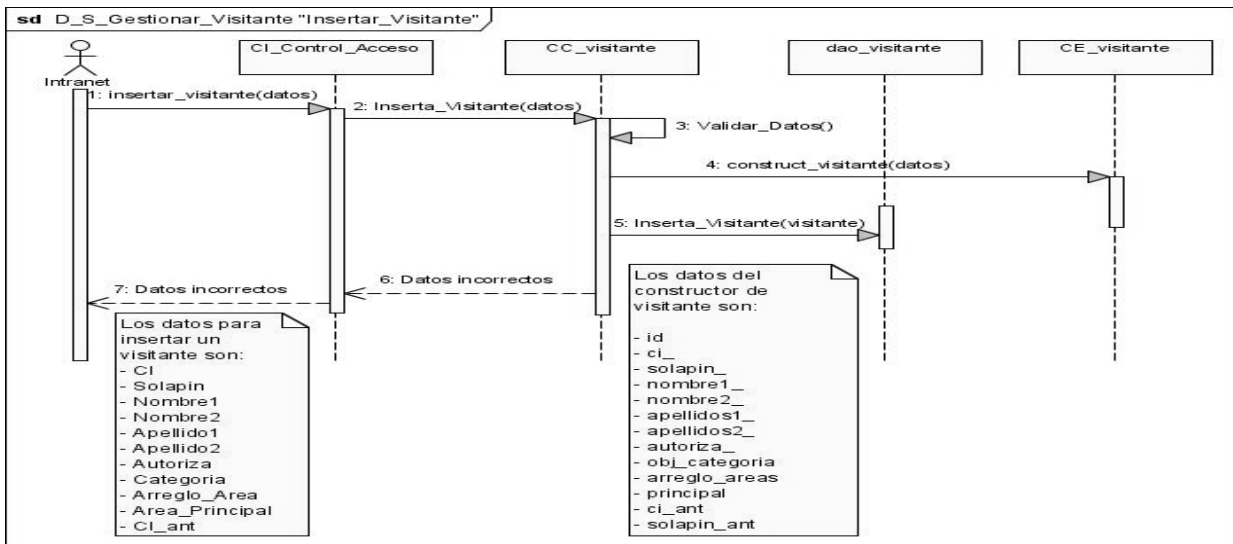 sd D_S_Gestionar_Visitante "Insertar_Visitante"
Intranet
CI_Control_Acceso
CC_visitante
dao_visitante
CE_visitante
1: insertar_visitante(datos)
2: Inserta_Visitante(datos)
3: Validar_Datos()
4: construct_visitante(datos)
5: Inserta_Visitante(visitante)
6: Datos incorrectos
7: Datos incorrectos
Los datos para
insertar un
visitante son:
- CI
- Solapin
- Nombre1
- Nombre2
- Apellido1
- Apellido2
- Autoriza
- Categoria
- Arreglo_Area
- Area_Principal
- CI_ant
Los datos del
constructor de
visitante son:
- id
- ci_
- solapin_
- nombre1_
- nombre2_
- apellidos1_
- apellidos2_
- autoriza_
- obj_categoria
- arreglo_areas
- principal
- ci_ant
- solapin_ant